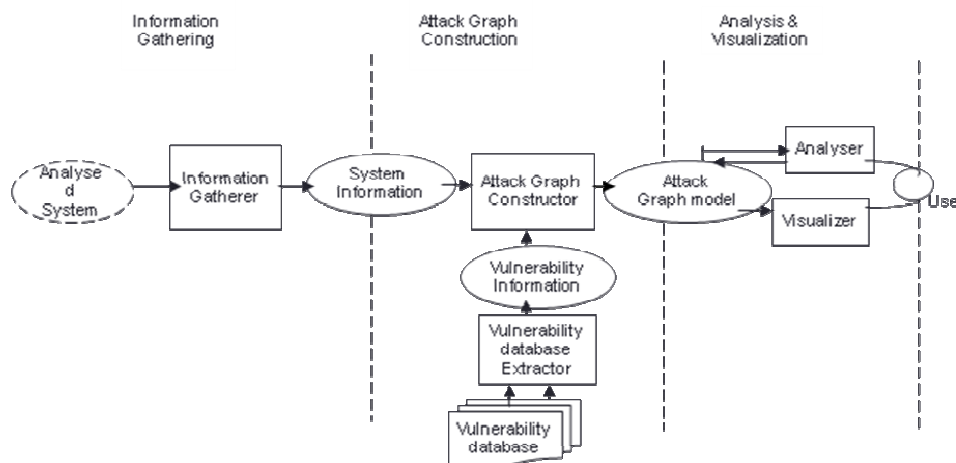 Information
Gathering
Attack Graph
Construction
Analysis &
Visualization
Analyse
d
System
Information
Gatherer
System
Information
Attack Graph
Constructor
Attack
Graph model
Analyser
Visualizer
Use
Vulnerability
Information
Vulnerability
database
Extractor
Vulnerability
database